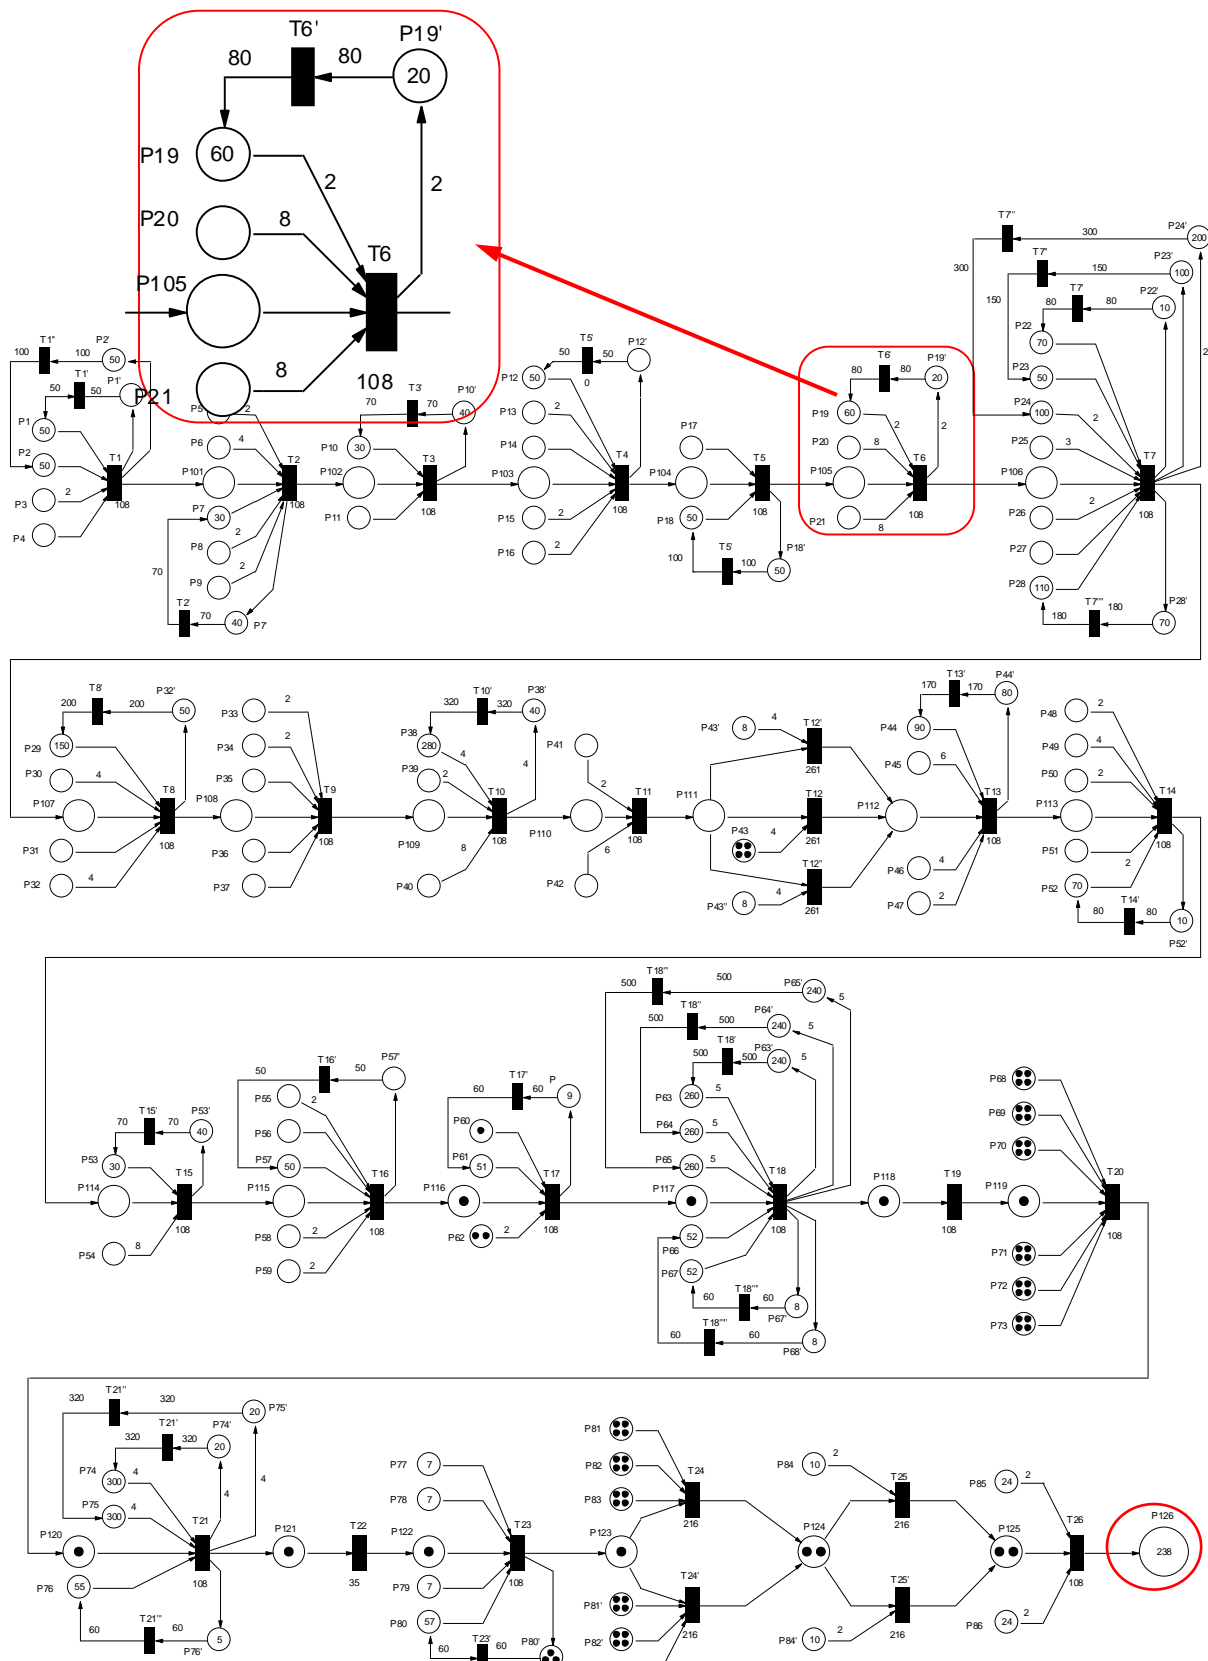 T6' P19'
80 80 20
P19 60 2 2
P20 8 T6
P105
8
P21 108
T1'' P2'
100 100 50
T1' P1'
50 50
P1 50
P2 50 T1
P3 2 108
P4
P5 2
P6 4
P101 T2
P7 30 108
P8 2
P9 2
70 T2' 70 40 P7'
T3' P10'
70 70 40
P10 30
P102 T3
P11 108
T5' P12'
50 50
P12 50 0
P13 2
P14
P103 T4
P15 2 108
P16 2
P17
P104 T5
P18 50 108
T5' P18'
100 100 50
T6' P19'
80 80 20
P19 60 2 2
P20 8
P105 T6
P21 8 108
T7'' P24'
300 300 200
T7'' P23'
150 150 100
T7' P22'
80 80 10
P22 70
P23 50
P24 100 2 2
P25 3
P106 T7
P26 2 108
P27
P28 110
T7''' P28'
180 180 70
T8' P32'
200 200 50
P29 150
P30 4
P107 T8
P31 108
P32 4
P33 2
P34 2
P35
P108 T9
P36 108
P37
T10' P38'
320 320 40
P38 280 4 4
P39 2
P109 T10
P40 8 108
P41 2
P110 T11
P42 6 108
P43' 8 4 T12'
261
P111 T12
P43 4 261
P43'' 8 4 T12''
261
T13' P44'
170 170 80
P44 90
P45 6
P112 T13
P46 4 108
P47 2
P48 2
P49 4
P50 2
P113 T14
P51 108
P52 70 2
80 T14' 80 10
P52'
T15' P53'
70 70 40
P53 30
P114 T15
P54 8 108
T16' P57'
50 50
P55 2
P56
P57 50
P115 T16
P58 2 108
P59 2
T17' P
60 60 9
P60
P61 51
P116 T17
P62 2 108
T18''' P65'
500 500 240 5
T18'' P64'
500 500 240 5
T18' P63'
500 500 240 5
P63 260 5
P64 260 5
P65 260 5
P117 T18
P66 52 108
P67 52
60 T18'''' 60 8
P67'
60 T18''''' 60 8
P68'
P118 T19
108
P68
P69
P70
P119 T20
P71 108
P72
P73
T21'' P75'
320 320 20
T21' P74'
320 320 20
P74 300 4 4 4
P75 300 4
P120 T21
P76 55 108
60 T21''' 60 5
P76'
P121 T22
35
P77 7
P78 7
P122 T23
P79 7 108
P80 57
60 T23' 60 P80'
P81
P82
P83 T24
216
P123
P81' T24'
P82' 216
P124
P84 10 2 T25
216
P84' 10 2 T25'
216
P125
P85 24 2 T26
108
P86 24 2
P126
238